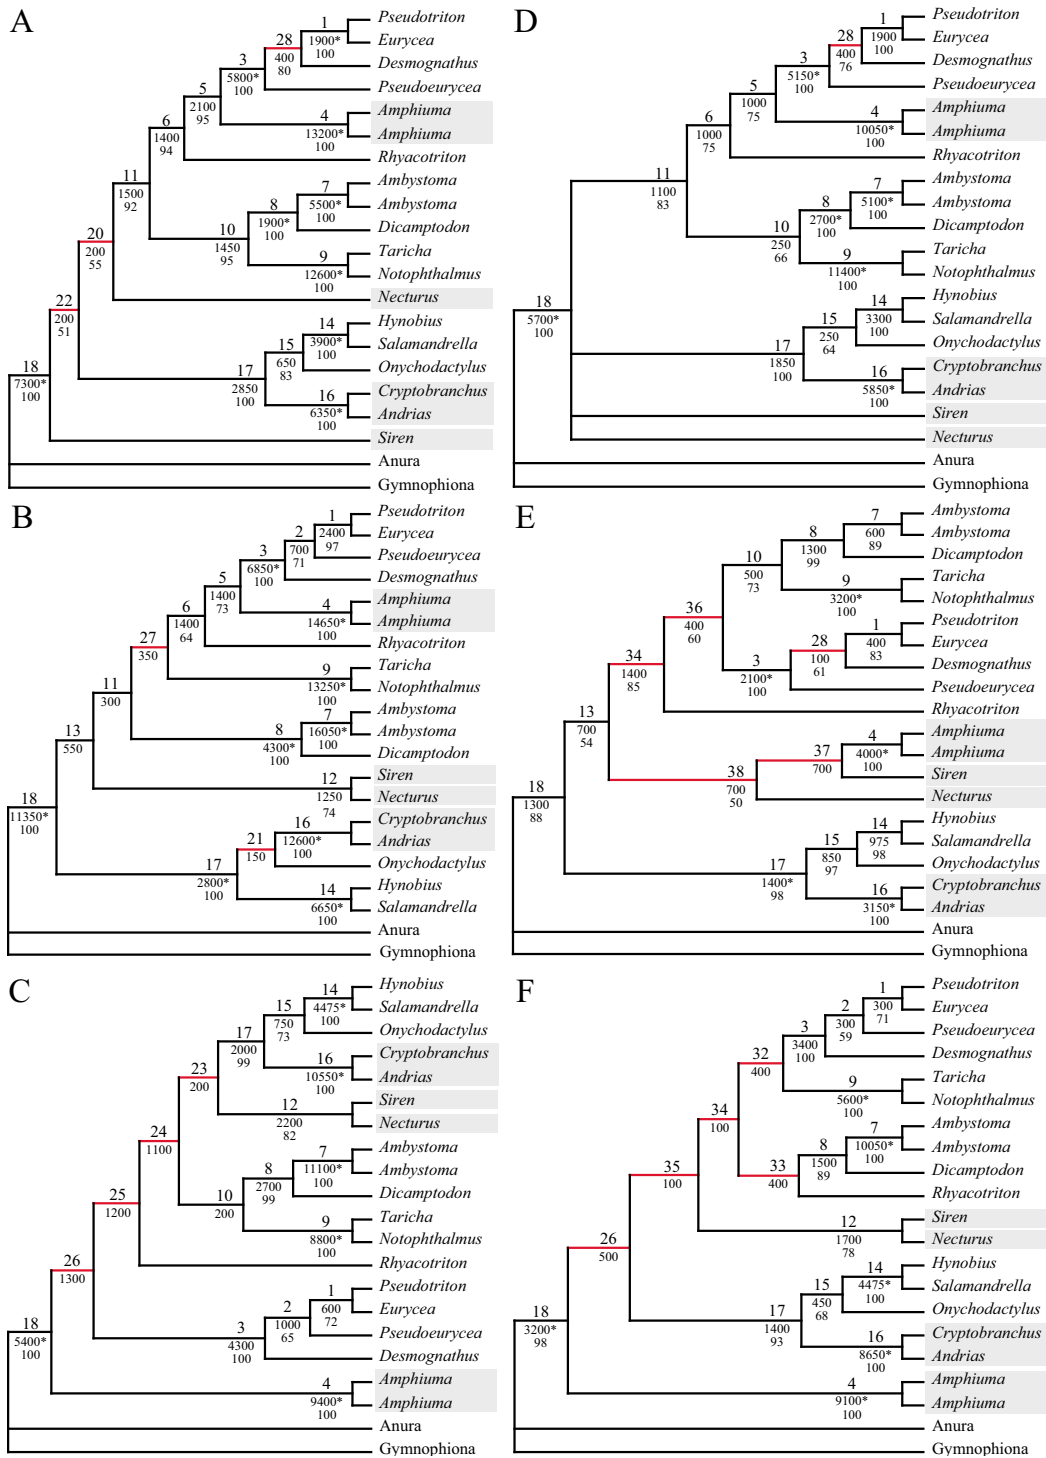 A
1
Pseudotriton
1900*
100
Eurycea
28
400
80
Desmognathus
3
5800*
100
Pseudoeurycea
5
2100
95
Amphiuma
4
13200*
100
Amphiuma
6
1400
94
Rhyacotriton
11
1500
92
Ambystoma
7
5500*
100
Ambystoma
8
1900*
100
Dicamptodon
10
1450
95
Taricha
9
12600*
100
Notophthalmus
20
200
55
Necturus
22
200
51
Hynobius
14
3900*
100
Salamandrella
15
650
83
Onychodactylus
17
2850
100
Cryptobranchus
16
6350*
100
Andrias
18
7300*
100
Siren
Anura
Gymnophiona
D
1
Pseudotriton
1900
100
Eurycea
28
400
76
Desmognathus
3
5150*
100
Pseudoeurycea
5
1000
75
Amphiuma
4
10050*
100
Amphiuma
6
1000
75
Rhyacotriton
11
1100
83
Ambystoma
7
5100*
100
Ambystoma
8
2700*
100
Dicamptodon
10
250
66
Taricha
9
11400*
100
Notophthalmus
18
5700*
100
Hynobius
14
3300
100
Salamandrella
15
250
64
Onychodactylus
17
1850
100
Cryptobranchus
16
5850*
100
Andrias
Siren
Necturus
Anura
Gymnophiona
B
1
Pseudotriton
2400
97
Eurycea
2
700
71
Pseudoeurycea
3
6850*
100
Desmognathus
5
1400
73
Amphiuma
4
14650*
100
Amphiuma
6
1400
64
Rhyacotriton
27
350
Taricha
9
13250*
100
Notophthalmus
11
300
Ambystoma
7
16050*
100
Ambystoma
8
4300*
100
Dicamptodon
13
550
Siren
12
1250
74
Necturus
18
11350*
100
Cryptobranchus
16
12600*
100
Andrias
21
150
Onychodactylus
17
2800*
100
Hynobius
14
6650*
100
Salamandrella
Anura
Gymnophiona
E
Ambystoma
7
600
89
Ambystoma
8
1300
99
Dicamptodon
10
500
73
Taricha
9
3200*
100
Notophthalmus
36
400
60
Pseudotriton
1
400
83
Eurycea
28
100
61
Desmognathus
3
2100*
100
Pseudoeurycea
34
1400
85
Rhyacotriton
13
700
54
Amphiuma
4
4000*
100
Amphiuma
37
700
Siren
38
700
50
Necturus
18
1300
88
Hynobius
14
975
98
Salamandrella
15
850
97
Onychodactylus
17
1400*
98
Cryptobranchus
16
3150*
100
Andrias
Anura
Gymnophiona
C
Hynobius
14
4475*
100
Salamandrella
15
750
73
Onychodactylus
17
2000
99
Cryptobranchus
16
10550*
100
Andrias
23
200
Siren
12
2200
82
Necturus
24
1100
Ambystoma
7
11100*
100
Ambystoma
8
2700
99
Dicamptodon
10
200
Taricha
9
8800*
100
Notophthalmus
25
1200
Rhyacotriton
26
1300
Pseudotriton
1
600
72
Eurycea
2
1000
65
Pseudoeurycea
3
4300
100
Desmognathus
18
5400*
100
Amphiuma
4
9400*
100
Amphiuma
Anura
Gymnophiona
F
Pseudotriton
1
300
71
Eurycea
2
300
59
Pseudoeurycea
3
3400
100
Desmognathus
32
400
Taricha
9
5600*
100
Notophthalmus
34
100
Ambystoma
7
10050*
100
Ambystoma
8
1500
89
Dicamptodon
33
400
Rhyacotriton
35
100
Siren
12
1700
78
Necturus
26
500
Hynobius
14
4475*
100
Salamandrella
15
450
68
Onychodactylus
17
1400
93
Cryptobranchus
16
8650*
100
Andrias
18
3200*
98
Amphiuma
4
9100*
100
Amphiuma
Anura
Gymnophiona